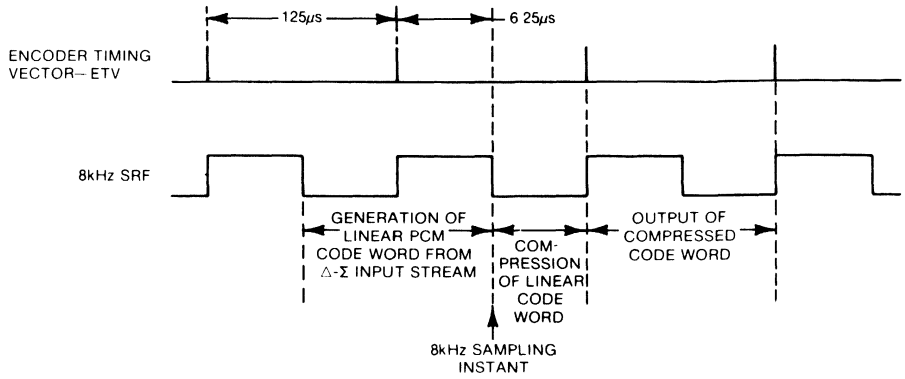 125μs
6 25μs
ENCODER TIMING
VECTOR–ETV
8kHz SRF
GENERATION OF
LINEAR PCM
CODE WORD FROM
△-Σ INPUT STREAM
COM-
PRESSION
OF LINEAR
CODE
WORD
OUTPUT OF
COMPRESSED
CODE WORD
8kHz SAMPLING
INSTANT